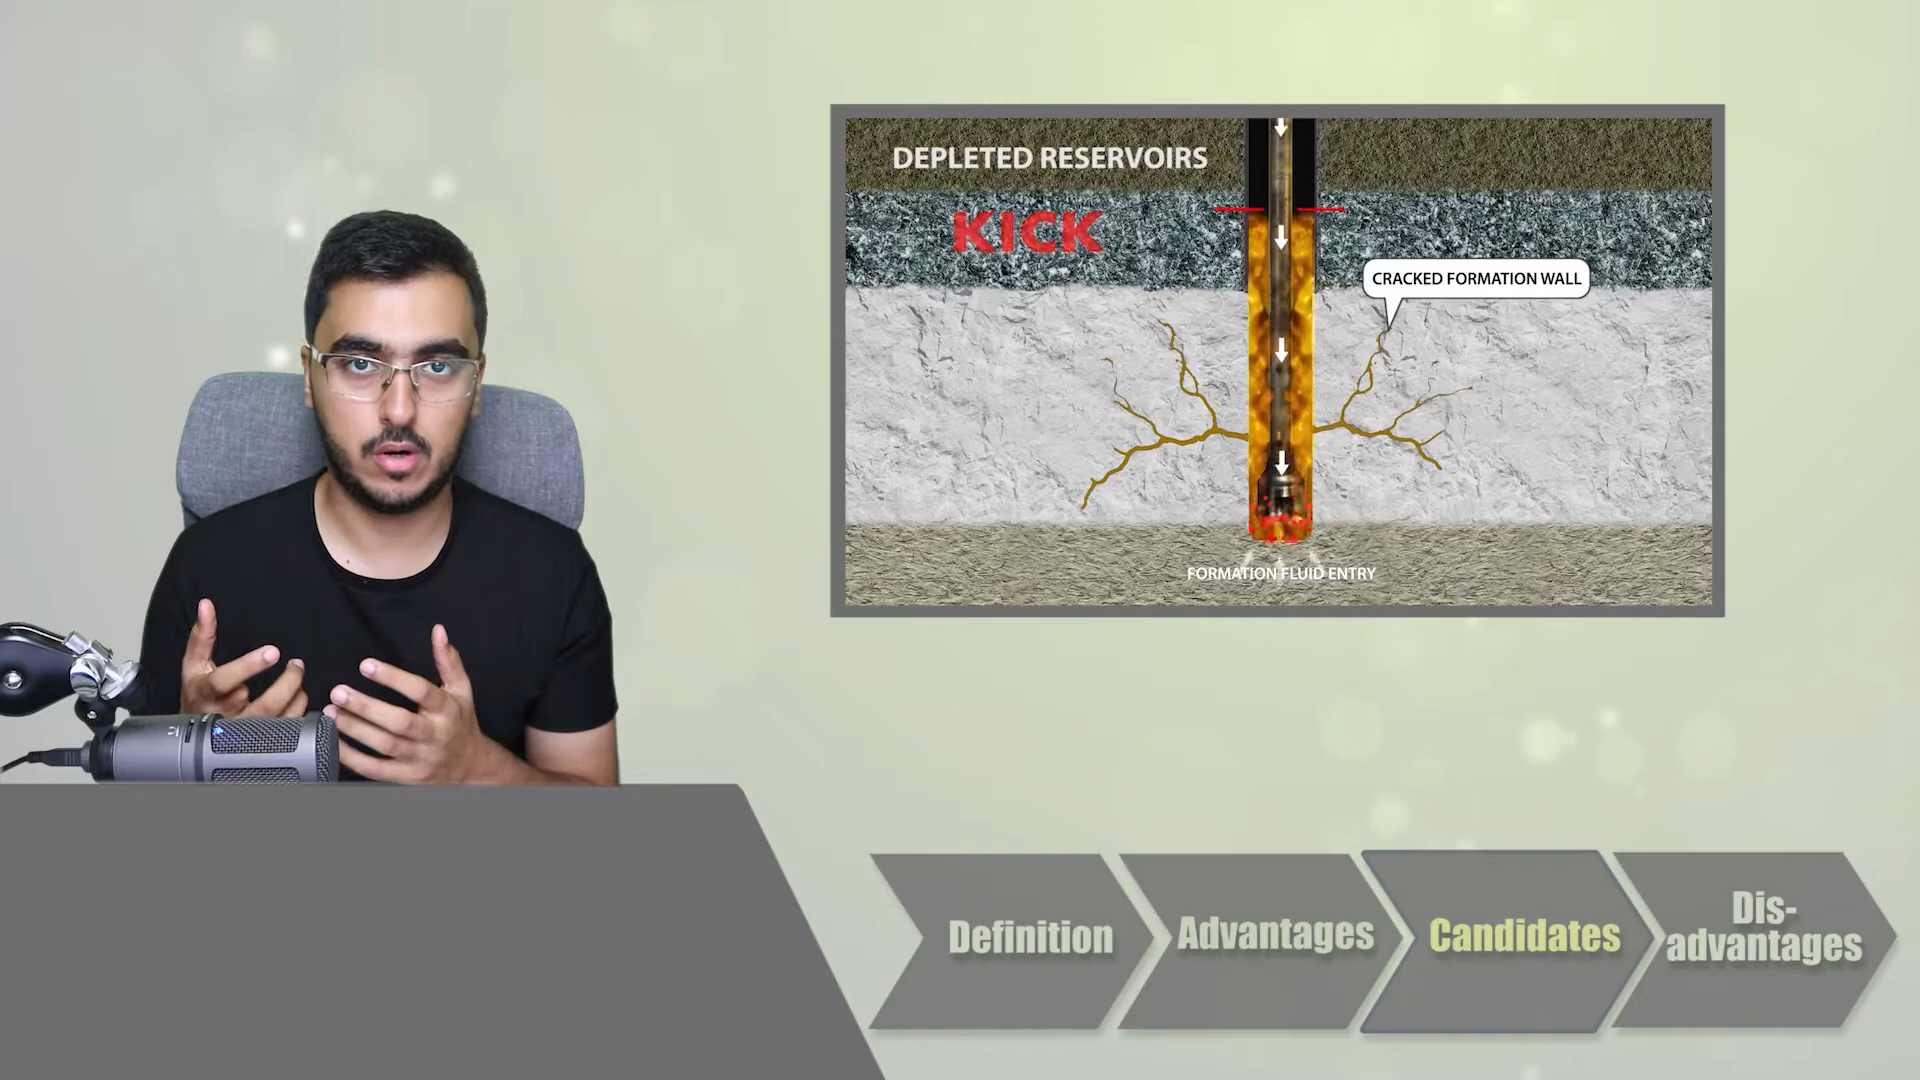 DEPLETED RESERVOIRS
KICK
CRACKED FORMATION WALL
FORMATION FLUID ENTRY
Definition
Advantages
Candidates
Dis-
advantages